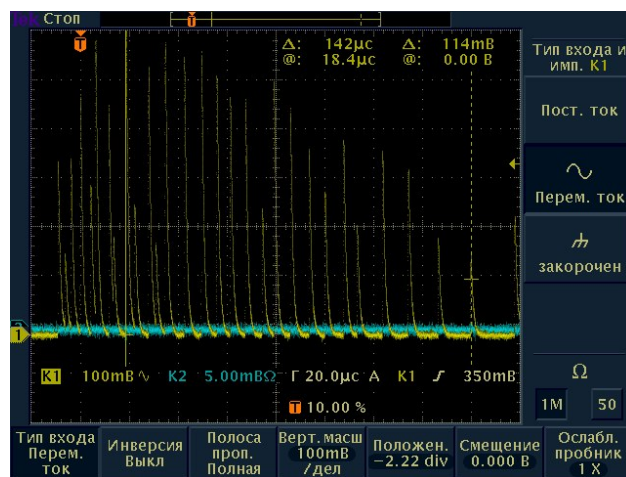 Tek Стоп
Δ: 142µс Δ: 114mВ
@: 18.4µс @: 0.00 В
Тип входа и
имп. К1
Пост. ток
Перем. ток
закорочен
Ω
1М 50
1
К1 100mВ∿ К2 5.00mВΩ Г 20.0µс А К1 350mВ
10.00 %
Тип входа
Перем.
ток
Инверсия
Выкл
Полоса
проп.
Полная
Верт.масш
100mВ
/дел
Положен.
−2.22 div
Смещение
0.000 В
Ослабл.
пробник
1 X